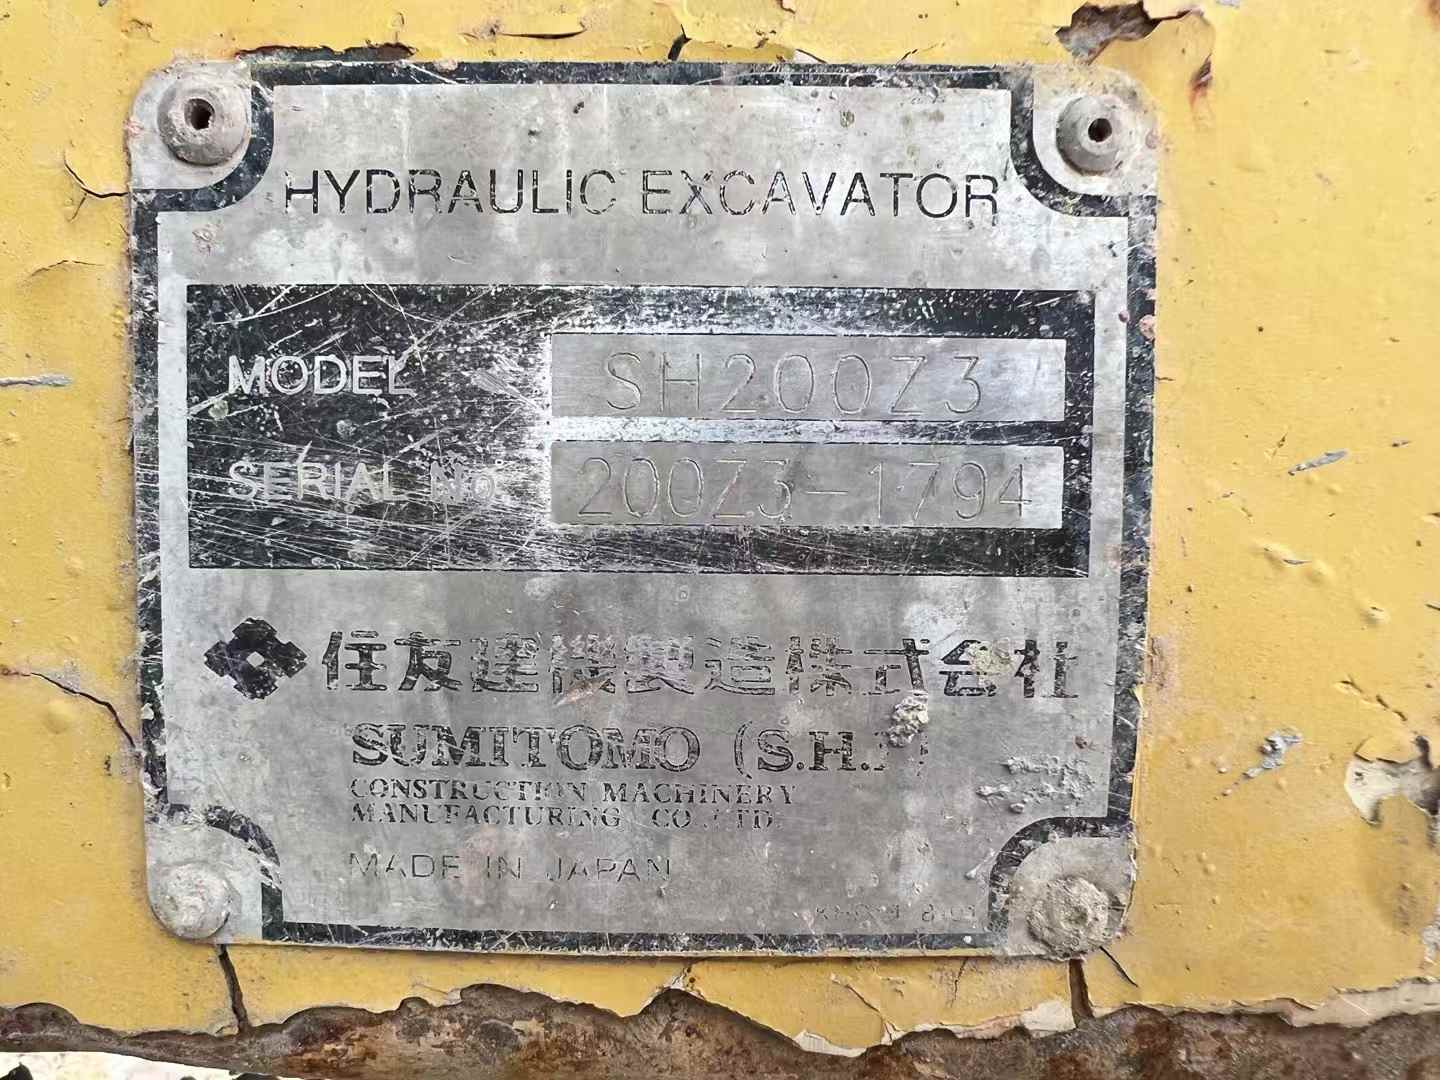 HYDRAULIC EXCAVATOR
MODEL SH200Z3
SERIAL No. 200Z3-1794
住友建機製造株式会社
SUMITOMO (S.H.I)
CONSTRUCTION MACHINERY
MANUFACTURING CO.,LTD.
MADE IN JAPAN